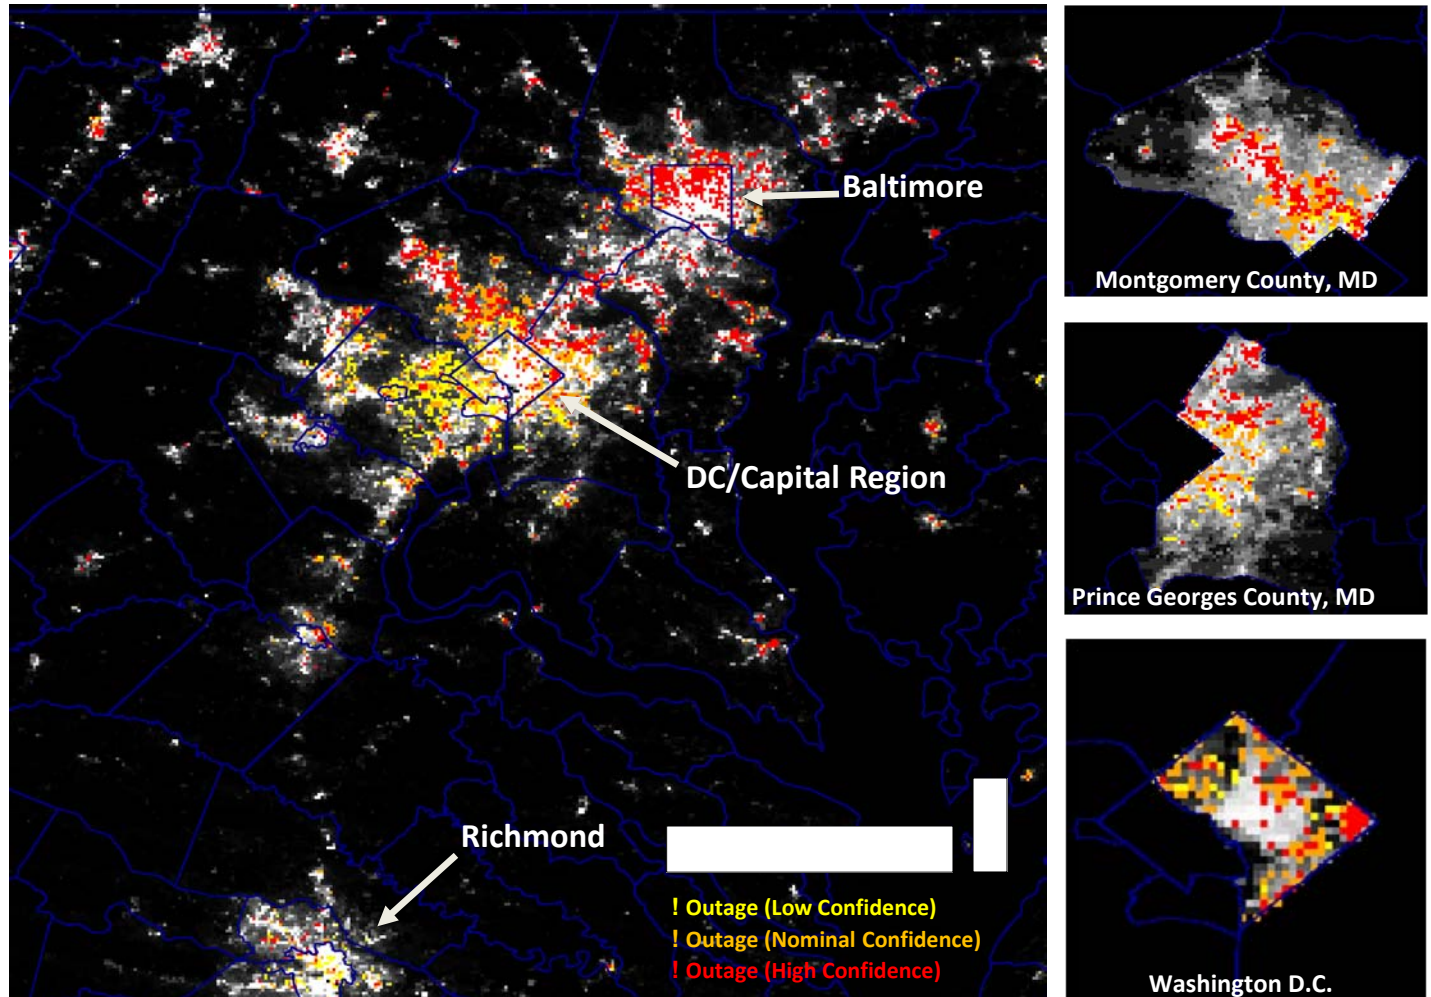 Baltimore
DC/Capital Region
Richmond
! Outage (Low Confidence)
! Outage (Nominal Confidence)
! Outage (High Confidence)
Montgomery County, MD
Prince Georges County, MD
Washington D.C.